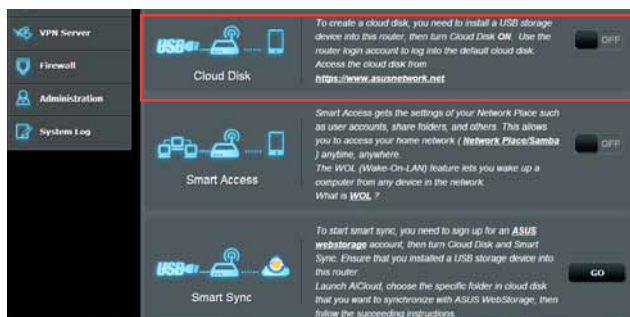 VPN Server
Firewall
Administration
System Log
USB
Cloud Disk
To create a cloud disk, you need to install a USB storage
device into this router, then turn Cloud Disk ON. Use the
router login account to log into the default cloud disk.
Access the cloud disk from
https://www.asusnetwork.net
OFF
Smart Access
Smart Access gets the settings of your Network Place such
as user accounts, share folders, and others. This allows
you to access your home network ( Network Place/Samba
) anytime, anywhere.
The WOL (Wake-On-LAN) feature lets you wake up a
computer from any device in the network.
What is WOL ?
OFF
USB
Smart Sync
To start smart sync, you need to sign up for an ASUS
webstorage account, then turn Cloud Disk and Smart
Sync. Ensure that you installed a USB storage device into
this router.
Launch AiCloud, choose the specific folder in cloud disk
that you want to synchronize with ASUS WebStorage, then
follow the succeeding instructions.
GO